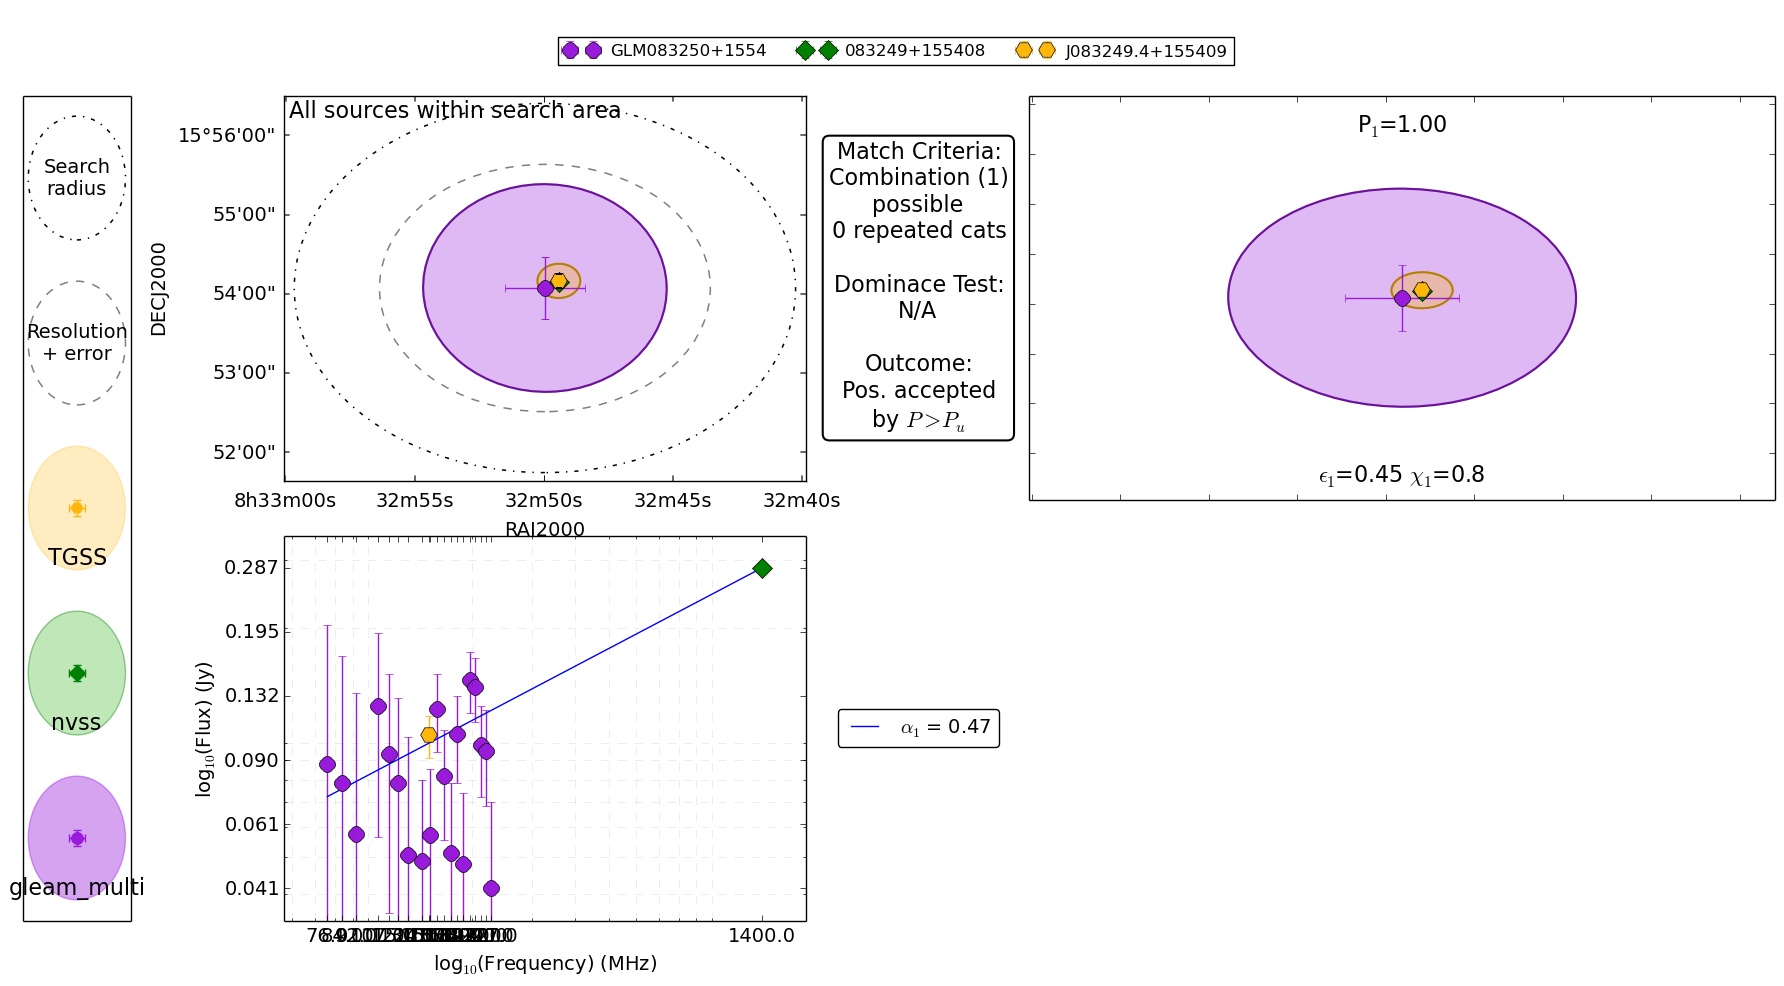 GLM083250+1554 083249+155408 J083249.4+155409
Search
radius
Resolution
+ error
TGSS
nvss
gleam_multi
All sources within search area
DECJ2000
15°56'00"
55'00"
54'00"
53'00"
52'00"
8h33m00s 32m55s 32m50s 32m45s 32m40s
RAJ2000
Match Criteria:
Combination (1)
possible
0 repeated cats
Dominace Test:
N/A
Outcome:
Pos. accepted
by P>Pu
P1=1.00
ϵ1=0.45 χ1=0.8
log10(Flux) (Jy)
0.287
0.195
0.132
0.090
0.061
0.041
1400.0
log10(Frequency) (MHz)
α1 = 0.47